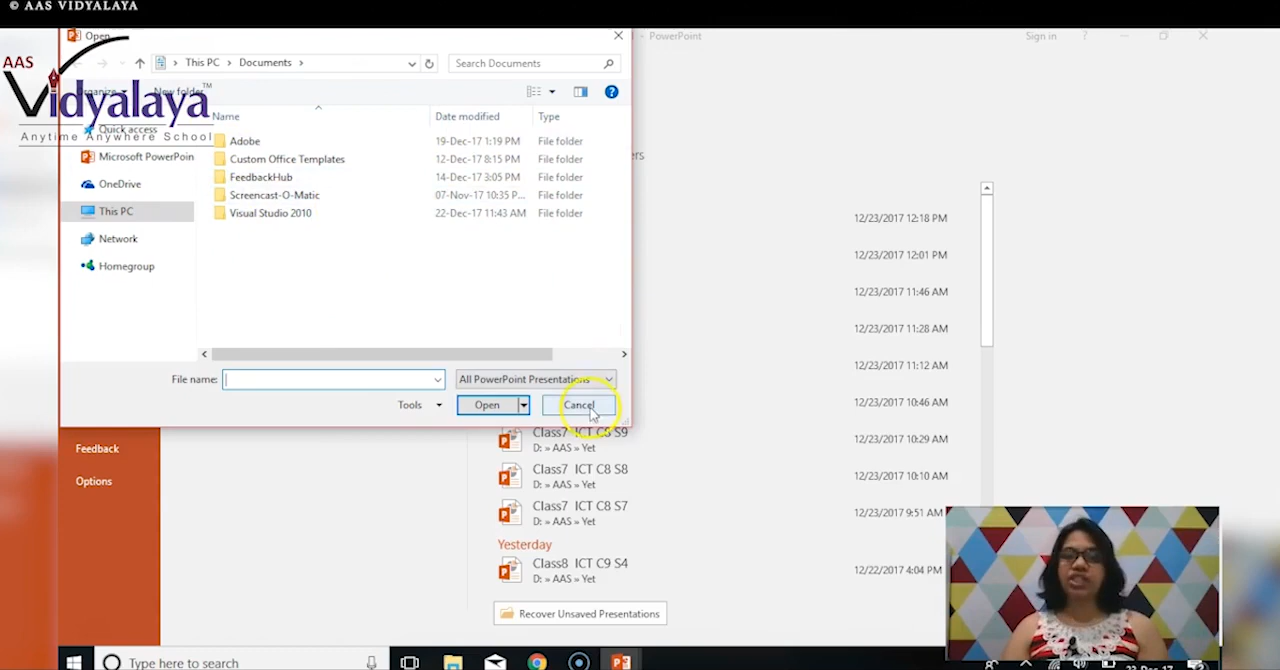 © AAS VIDYALAYA
Open
- PowerPoint
Sign in
?
AAS
Vidyalaya™
Anytime Anywhere School
This PC > Documents >
Search Documents
Organize
New folder
Name
Date modified
Type
Quick access
Adobe 19-Dec-17 1:19 PM File folder
Microsoft PowerPoin
Custom Office Templates 12-Dec-17 8:15 PM File folder
FeedbackHub 14-Dec-17 3:05 PM File folder
OneDrive
Screencast-O-Matic 07-Nov-17 10:35 P... File folder
This PC
Visual Studio 2010 22-Dec-17 11:43 AM File folder
Network
Homegroup
ers
12/23/2017 12:18 PM
12/23/2017 12:01 PM
12/23/2017 11:46 AM
12/23/2017 11:28 AM
12/23/2017 11:12 AM
12/23/2017 10:46 AM
File name:
All PowerPoint Presentations
Tools
Open
Cancel
Feedback
Options
Class7 ICT C8 S9 12/23/2017 10:29 AM
D: » AAS » Yet
Class7 ICT C8 S8 12/23/2017 10:10 AM
D: » AAS » Yet
Class7 ICT C8 S7 12/23/2017 9:51 AM
D: » AAS » Yet
Yesterday
Class8 ICT C9 S4 12/22/2017 4:04 PM
D: » AAS » Yet
Recover Unsaved Presentations
Type here to search
23-Dec-17